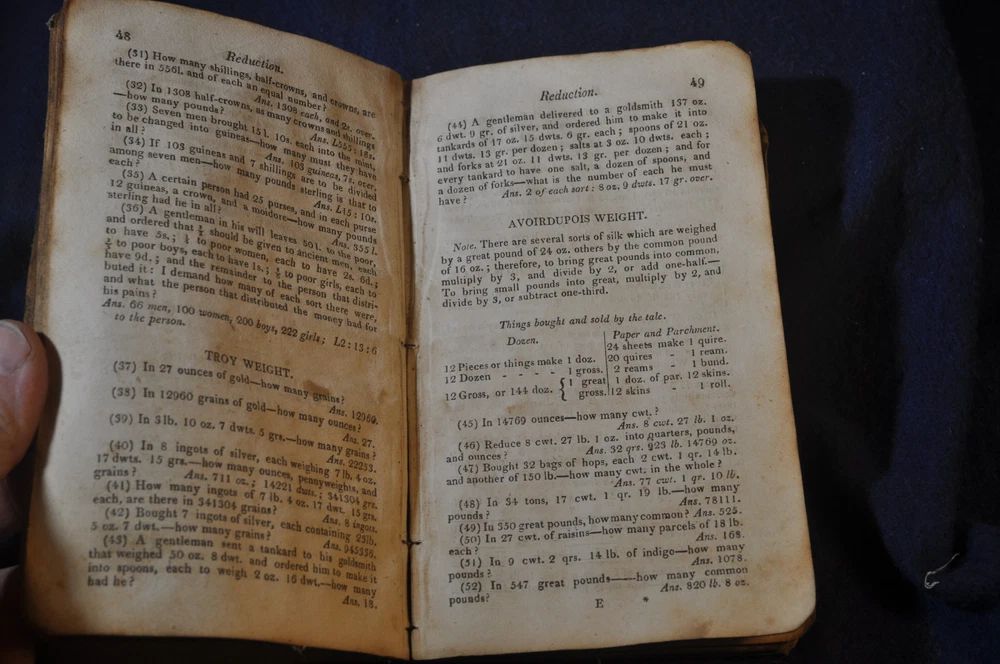 48
Reduction.
(31) How many shillings, half-crowns, and crowns, are
there in 556l. and of each an equal number?
Ans. 1308 each, and 2s. over.
(32) In 1308 half-crowns, as many crowns and shillings
—how many pounds?
Ans. L555 : 18s.
(33) Seven men brought 15l. 10s. each into the mint,
to be changed into guineas—how many must they have
in all?
Ans. 103 guineas, 7s. over.
(34) If 103 guineas and 7 shillings are to be divided
among seven men—how many pounds sterling is that to
each?
Ans. L15 : 10s.
(35) A certain person had 25 purses, and in each purse
12 guineas, a crown, and a moidore—how many pounds
sterling had he in all?
Ans. 355l.
(36) A gentleman in his will leaves 50l. to the poor,
and ordered that should be given to ancient men, each
to have 5s.; to poor women, each to have 2s. 6d.;
to poor boys, each to have 1s.; to poor girls, each to
have 9d.; and the remainder to the person that distri-
buted it: I demand how many of each sort there were,
and what the person that distributed the money had for
his pains?
Ans. 66 men, 100 women, 200 boys, 222 girls; L2 : 13 : 6
to the person.
TROY WEIGHT.
(37) In 27 ounces of gold—how many grains?
Ans. 12960.
(38) In 12960 grains of gold—how many ounces?
Ans. 27.
(39) In 3lb. 10 oz. 7 dwts. 5 grs.—how many grains?
Ans. 22253.
(40) In 8 ingots of silver, each weighing 7lb. 4oz.
17dwts. 15 grs.—how many ounces, pennyweights, and
grains?
Ans. 711 oz.; 14221 dwts.; 341304 grs.
(41) How many ingots of 7 lb. 4 oz. 17 dwt. 15 grs.
each, are there in 341304 grains?
Ans. 8 ingots.
(42) Bought 7 ingots of silver, each containing 23lb.
5 oz. 7 dwt.—how many grains?
Ans. 945336.
(43) A gentleman sent a tankard to his goldsmith
that weighed 50 oz. 8 dwt. and ordered him to make it
into spoons, each to weigh 2 oz. 16 dwt.—how many
had he?
Ans. 18.
49
Reduction.
(44) A gentleman delivered to a goldsmith 137 oz.
6 dwt. 9 gr. of silver, and ordered him to make it into
tankards of 17 oz. 15 dwts. 6 gr. each; spoons of 21 oz.
11 dwts. 13 gr. per dozen; salts at 3 oz. 10 dwts. each;
and forks at 21 oz. 11 dwts. 13 gr. per dozen; and for
every tankard to have one salt, a dozen of spoons, and
a dozen of forks—what is the number of each he must
have?
Ans. 2 of each sort: 8 oz. 9 dwts. 17 gr. over.
AVOIRDUPOIS WEIGHT.
Note. There are several sorts of silk which are weighed
by a great pound of 24 oz. others by the common pound
of 16 oz.; therefore, to bring great pounds into common,
multiply by 3, and divide by 2, or add one-half.—
To bring small pounds into great, multiply by 2, and
divide by 3, or subtract one-third.
Things bought and sold by the tale.
Dozen.
12 Pieces or things make 1 doz.
12 Dozen - - - - 1 gross.
12 Gross, or 144 doz. { 1 great
gross.
Paper and Parchment.
24 sheets make 1 quire.
20 quires - 1 ream.
2 reams - 1 bund.
1 doz. of par. 12 skins.
12 skins - 1 roll.
(45) In 14769 ounces—how many cwt.?
Ans. 8 cwt. 27 lb. 1 oz.
(46) Reduce 8 cwt. 27 lb. 1 oz. into quarters, pounds,
and ounces?
Ans. 32 qrs. 923 lb. 14769 oz.
(47) Bought 32 bags of hops, each 2 cwt. 1 qr. 14 lb.
and another of 150 lb.—how many cwt. in the whole?
Ans. 77 cwt. 1 qr. 10 lb.
(48) In 34 tons, 17 cwt. 1 qr. 19 lb.—how many
pounds?
Ans. 78111.
(49) In 350 great pounds, how many common? Ans. 525.
(50) In 27 cwt. of raisins—how many parcels of 18 lb.
each?
Ans. 168.
(51) In 9 cwt. 2 qrs. 14 lb. of indigo—how many
pounds?
Ans. 1078.
(52) In 547 great pounds—how many common
pounds?
Ans. 820 lb. 8 oz.
E